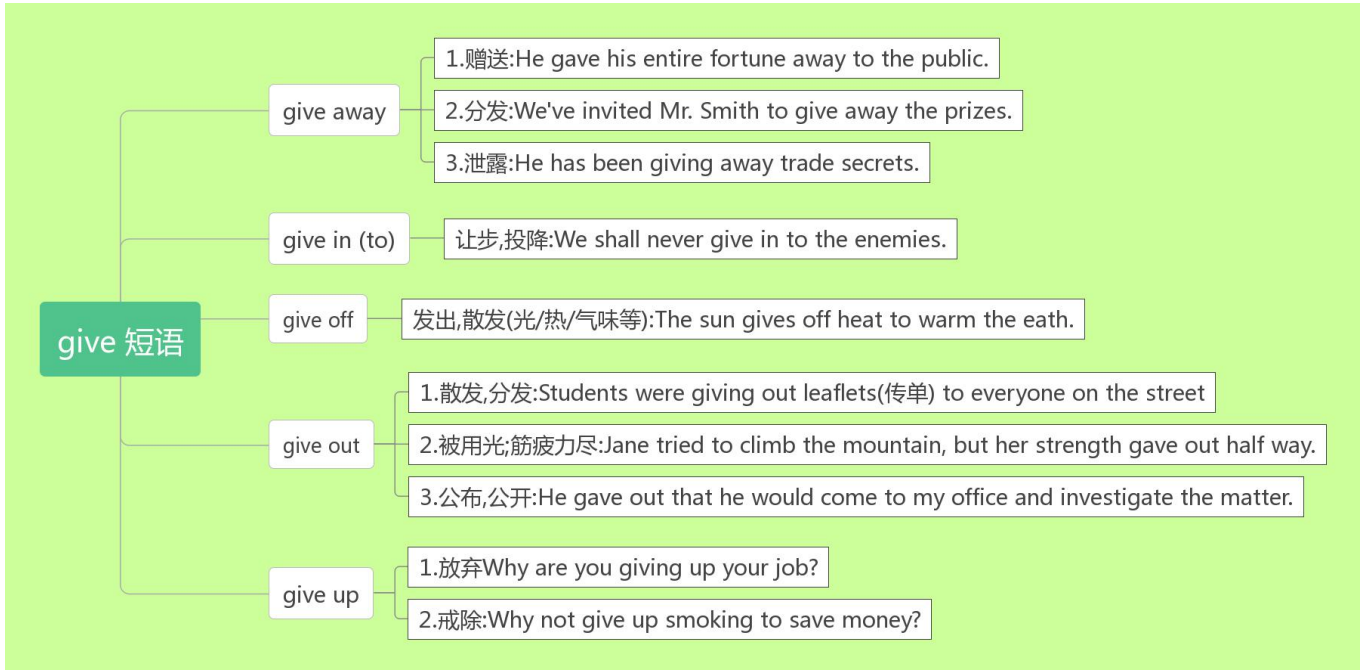 give 短语
give away
1.赠送:He gave his entire fortune away to the public.
2.分发:We've invited Mr. Smith to give away the prizes.
3.泄露:He has been giving away trade secrets.
give in (to)
让步,投降:We shall never give in to the enemies.
give off
发出,散发(光/热/气味等):The sun gives off heat to warm the eath.
give out
1.散发,分发:Students were giving out leaflets(传单) to everyone on the street
2.被用光;筋疲力尽:Jane tried to climb the mountain, but her strength gave out half way.
3.公布,公开:He gave out that he would come to my office and investigate the matter.
give up
1.放弃Why are you giving up your job?
2.戒除:Why not give up smoking to save money?